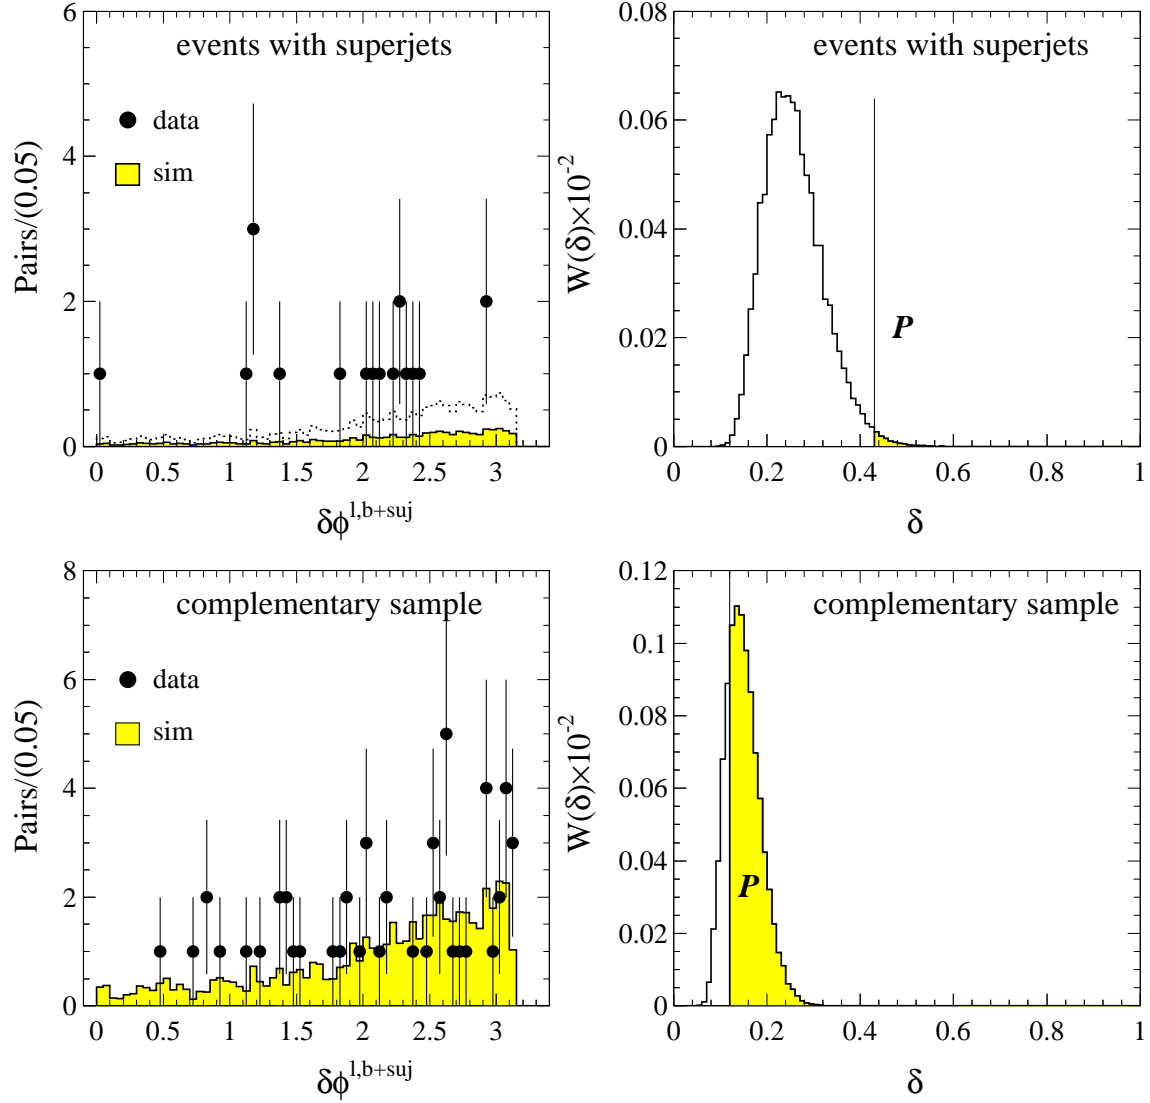 events with superjets
data
sim
Pairs/(0.05)
6
4
2
0
0 0.5 1 1.5 2 2.5 3
δϕ^l,b+suj
events with superjets
W(δ)×10^-2
0.08
0.06
0.04
0.02
0
P
0 0.2 0.4 0.6 0.8 1
δ
complementary sample
data
sim
Pairs/(0.05)
8
6
4
2
0
0 0.5 1 1.5 2 2.5 3
δϕ^l,b+suj
complementary sample
W(δ)×10^-2
0.12
0.1
0.08
0.06
0.04
0.02
0
P
0 0.2 0.4 0.6 0.8 1
δ